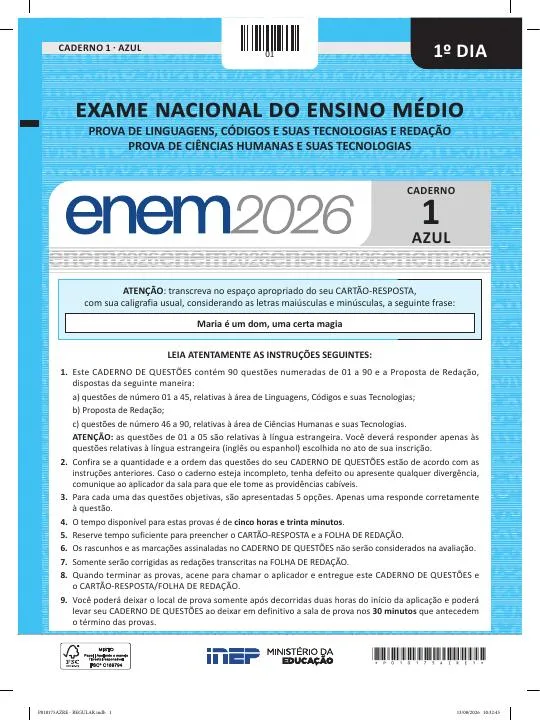 CADERNO 1 · AZUL
01
1º DIA
EXAME NACIONAL DO ENSINO MÉDIO
PROVA DE LINGUAGENS, CÓDIGOS E SUAS TECNOLOGIAS E REDAÇÃO
PROVA DE CIÊNCIAS HUMANAS E SUAS TECNOLOGIAS
enem2026
CADERNO
1
AZUL
ATENÇÃO: transcreva no espaço apropriado do seu CARTÃO-RESPOSTA,
com sua caligrafia usual, considerando as letras maiúsculas e minúsculas, a seguinte frase:
Maria é um dom, uma certa magia
LEIA ATENTAMENTE AS INSTRUÇÕES SEGUINTES:
1. Este CADERNO DE QUESTÕES contém 90 questões numeradas de 01 a 90 e a Proposta de Redação,
dispostas da seguinte maneira:
a) questões de número 01 a 45, relativas à área de Linguagens, Códigos e suas Tecnologias;
b) Proposta de Redação;
c) questões de número 46 a 90, relativas à área de Ciências Humanas e suas Tecnologias.
ATENÇÃO: as questões de 01 a 05 são relativas à língua estrangeira. Você deverá responder apenas às
questões relativas à língua estrangeira (inglês ou espanhol) escolhida no ato de sua inscrição.
2. Confira se a quantidade e a ordem das questões do seu CADERNO DE QUESTÕES estão de acordo com as
instruções anteriores. Caso o caderno esteja incompleto, tenha defeito ou apresente qualquer divergência,
comunique ao aplicador da sala para que ele tome as providências cabíveis.
3. Para cada uma das questões objetivas, são apresentadas 5 opções. Apenas uma responde corretamente
à questão.
4. O tempo disponível para estas provas é de cinco horas e trinta minutos.
5. Reserve tempo suficiente para preencher o CARTÃO-RESPOSTA e a FOLHA DE REDAÇÃO.
6. Os rascunhos e as marcações assinaladas no CADERNO DE QUESTÕES não serão considerados na avaliação.
7. Somente serão corrigidas as redações transcritas na FOLHA DE REDAÇÃO.
8. Quando terminar as provas, acene para chamar o aplicador e entregue este CADERNO DE QUESTÕES e
o CARTÃO-RESPOSTA/FOLHA DE REDAÇÃO.
9. Você poderá deixar o local de prova somente após decorridas duas horas do início da aplicação e poderá
levar seu CADERNO DE QUESTÕES ao deixar em definitivo a sala de prova nos 30 minutos que antecedem
o término das provas.
FSC
MISTO
inep
MINISTÉRIO DA
EDUCAÇÃO